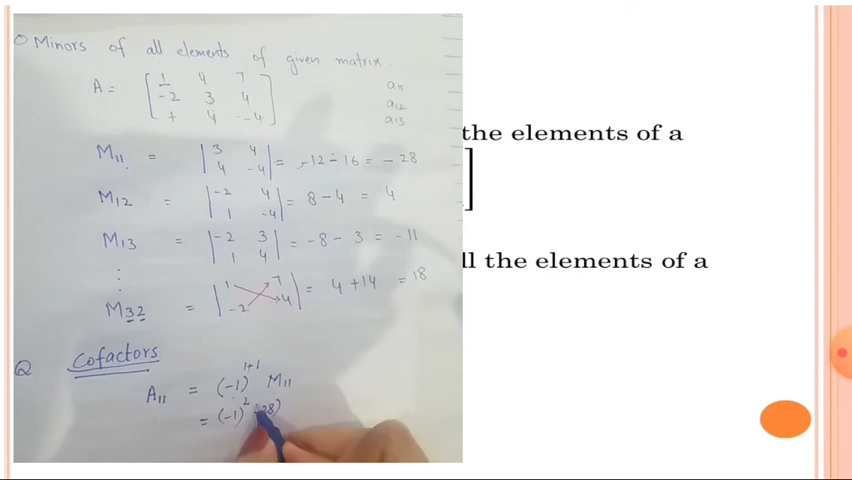 Minors of all elements of given matrix.
A = [ 1 4 7
-2 3 4
4 -4 ]
a11
a12
a13
M11 = | 3 4 4 -4 | = -12 - 16 = -28
M12 = | -2 4 1 -4 | = 8 - 4 = 4
M13 = | -2 3 1 4 | = -8 - 3 = -11
⋮
M32 = | 1 7 -2 4 | = 4 + 14 = 18
Q Cofactors
A11 = (-1)^1+1 M11
= (-1)^2 28)
the elements of a
]
ll the elements of a